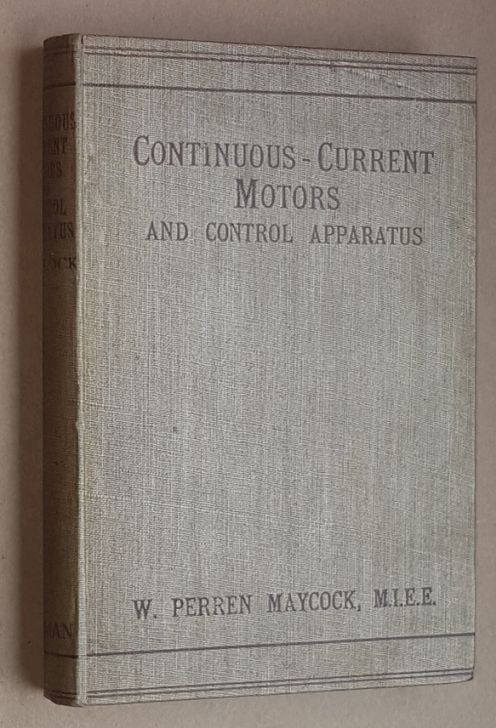 CONTINUOUS-CURRENT
MOTORS
AND CONTROL APPARATUS
W. PERREN MAYCOCK, M.I.E.E.